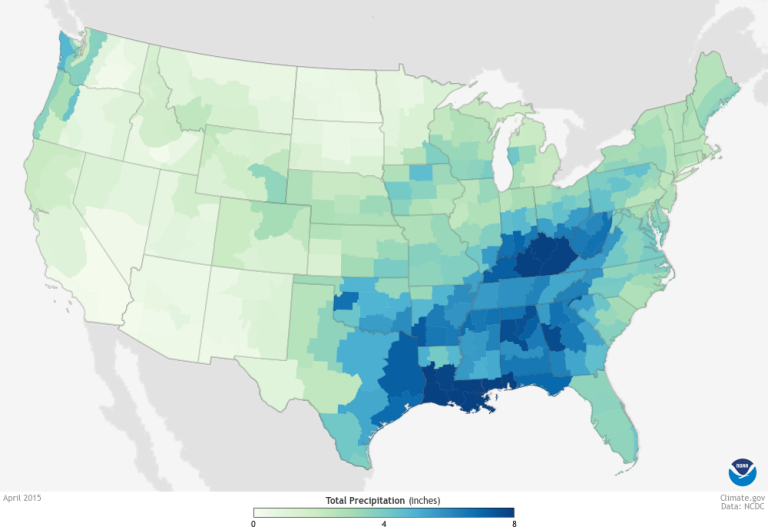 April 2015
Total Precipitation (Inches)
0 4 8
NOAA
Climate.gov
Data: NCDC